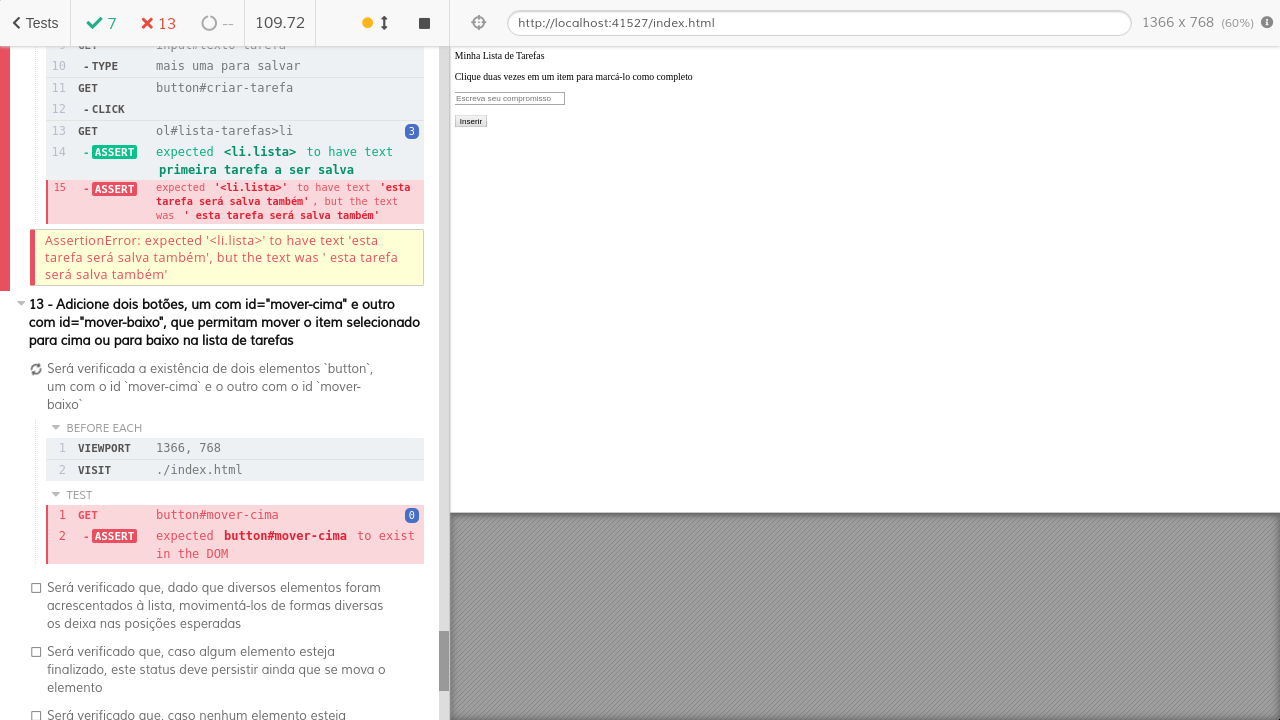 Tests
7
13
--
109.72
http://localhost:41527/index.html
1366 x 768 (60%)
9 GET input#texto-tarefa
10 -TYPE mais uma para salvar
11 GET button#criar-tarefa
12 -CLICK
13 GET ol#lista-tarefas>li 3
14 -ASSERT expected <li.lista> to have text
primeira tarefa a ser salva
15 -ASSERT expected '<li.lista>' to have text 'esta
tarefa será salva também', but the text
was ' esta tarefa será salva também'
AssertionError: expected '<li.lista>' to have text 'esta
tarefa será salva também', but the text was ' esta tarefa
será salva também'
13 - Adicione dois botões, um com id="mover-cima" e outro
com id="mover-baixo", que permitam mover o item selecionado
para cima ou para baixo na lista de tarefas
Será verificada a existência de dois elementos `button`,
um com o id `mover-cima` e o outro com o id `mover-
baixo`
BEFORE EACH
1 VIEWPORT 1366, 768
2 VISIT ./index.html
TEST
1 GET button#mover-cima 0
2 -ASSERT expected button#mover-cima to exist
in the DOM
Será verificado que, dado que diversos elementos foram
acrescentados à lista, movimentá-los de formas diversas
os deixa nas posições esperadas
Será verificado que, caso algum elemento esteja
finalizado, este status deve persistir ainda que se mova o
elemento
Será verificado que, caso nenhum elemento esteja
Minha Lista de Tarefas
Clique duas vezes em um item para marcá-lo como completo
Escreva seu compromisso
Inserir